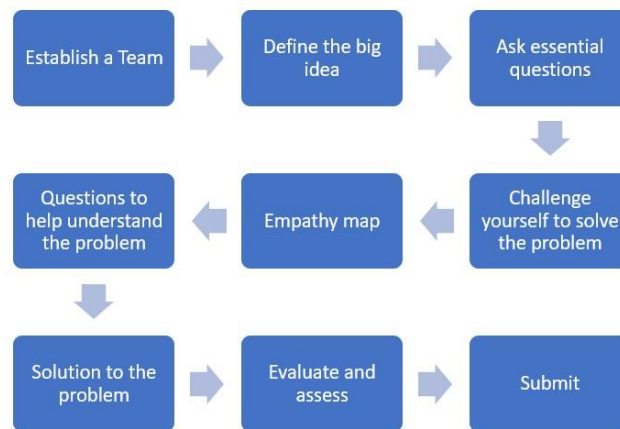 Establish a Team
Define the big
idea
Ask essential
questions
Challenge
yourself to solve
the problem
Empathy map
Questions to
help understand
the problem
Solution to the
problem
Evaluate and
assess
Submit